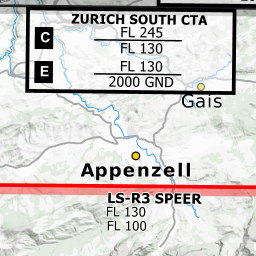 ZURICH SOUTH CTA
C
FL 245
FL 130
E
FL 130
2000 GND
Gais
Appenzell
LS-R3 SPEER
FL 130
FL 100